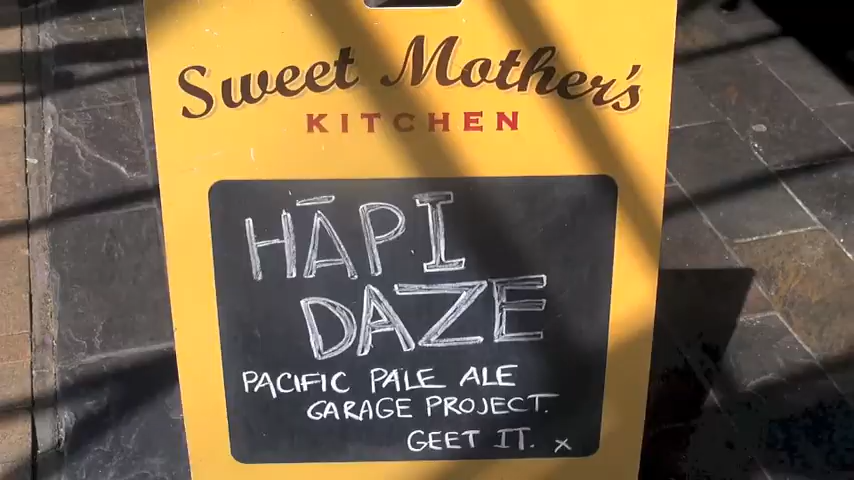 Sweet Mother's
KITCHEN
HĀPI
DAZE
PACIFIC PALE ALE
GARAGE PROJECT.
GEET IT. x